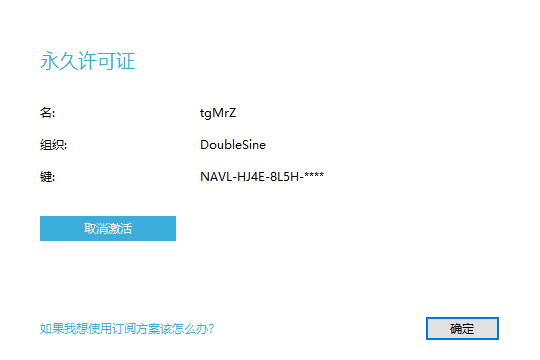 永久许可证
名: tgMrZ
组织: DoubleSine
键: NAVL-HJ4E-8L5H-****
取消激活
如果我想使用订阅方案该怎么办?
确定